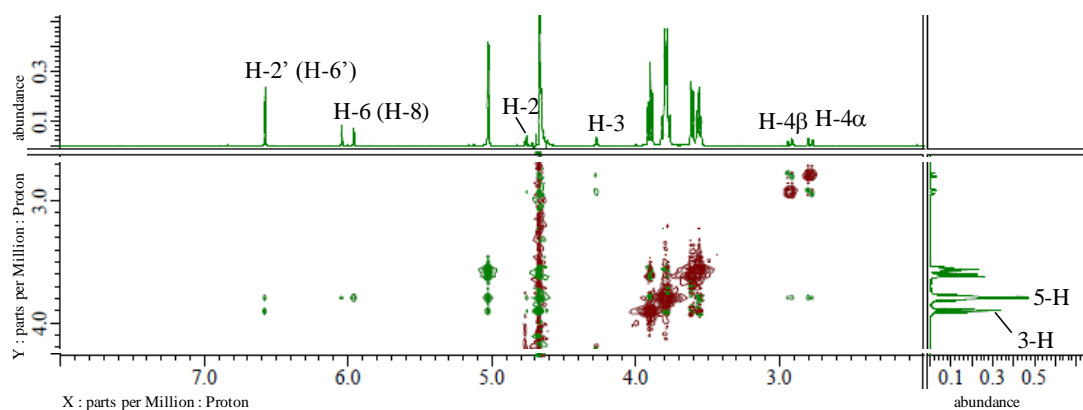 abundance
0.1 0.3
H-2’ (H-6’)
H-6 (H-8)
H-2
H-3
H-4β
H-4α
Y : parts per Million : Proton
3.0
4.0
5-H
3-H
7.0 6.0 5.0 4.0 3.0
0.1 0.3 0.5
X : parts per Million : Proton
abundance